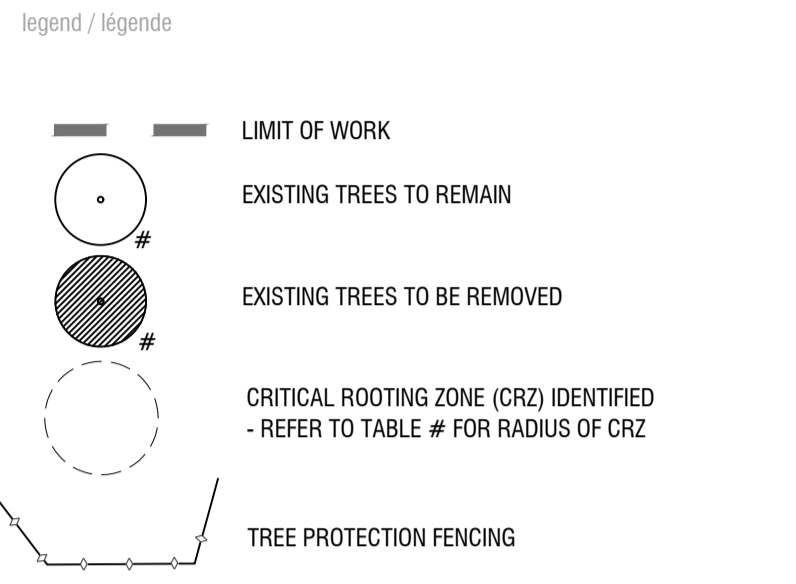 legend / légende
LIMIT OF WORK
EXISTING TREES TO REMAIN
#
EXISTING TREES TO BE REMOVED
#
CRITICAL ROOTING ZONE (CRZ) IDENTIFIED
- REFER TO TABLE # FOR RADIUS OF CRZ
TREE PROTECTION FENCING